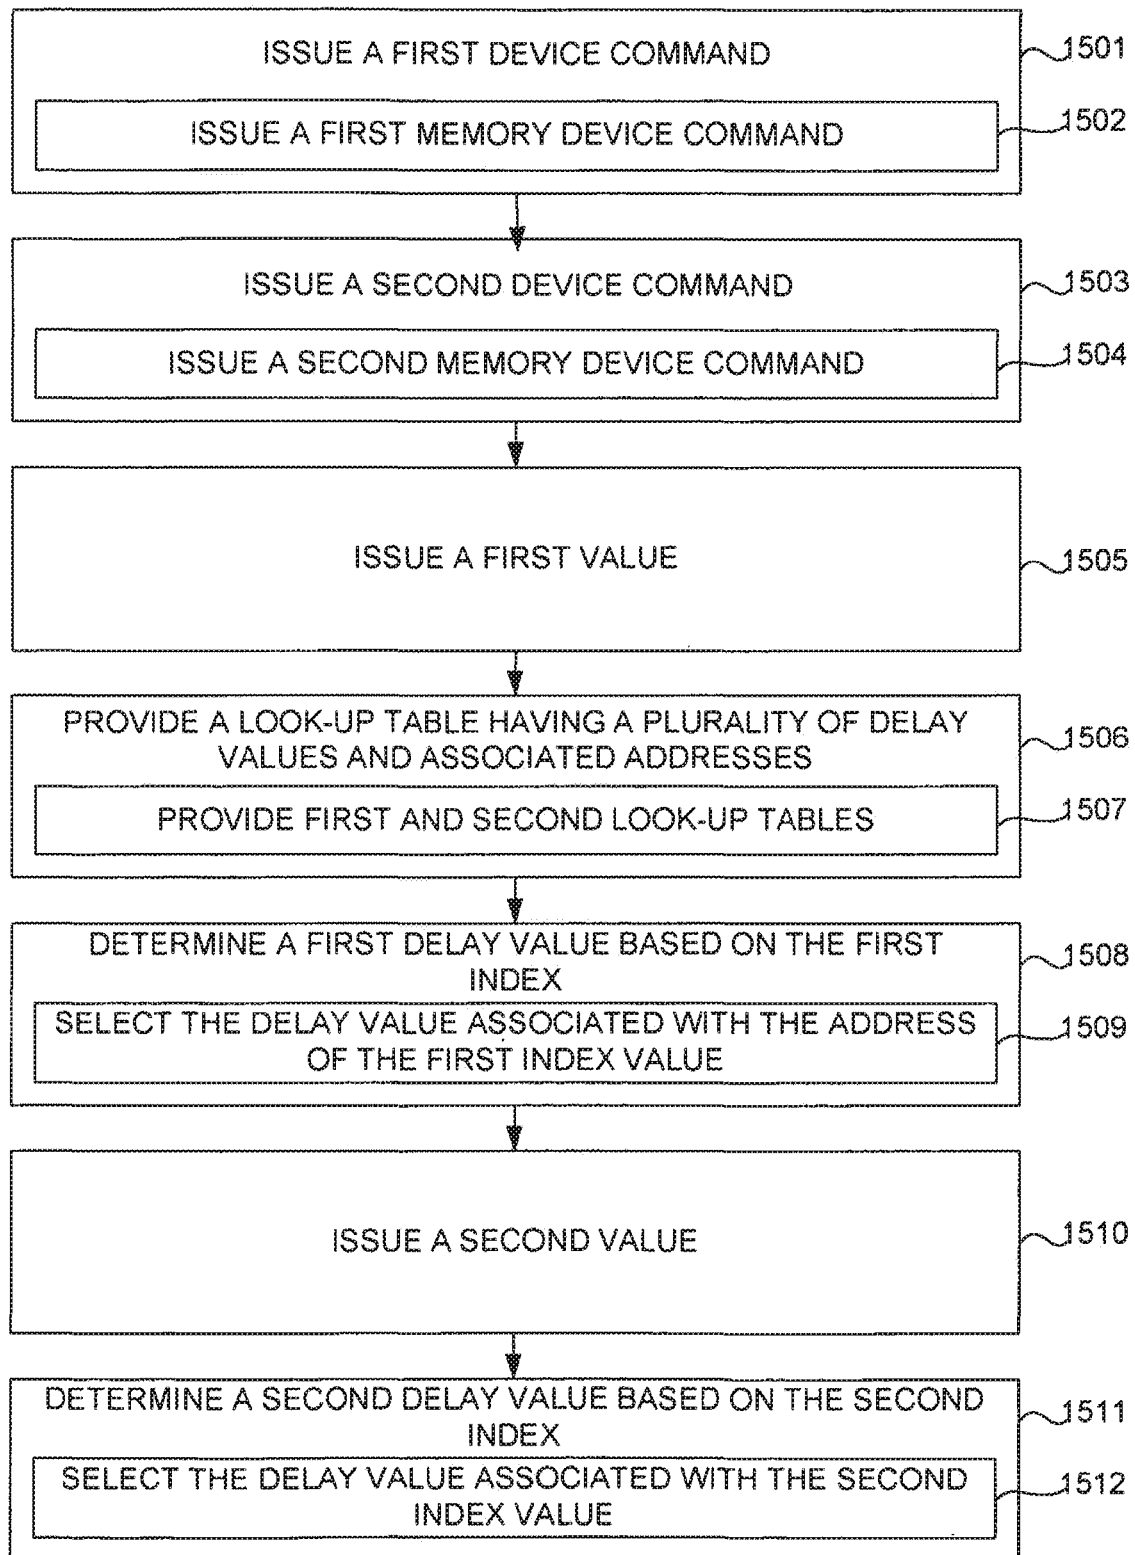 ISSUE A FIRST DEVICE COMMAND
1501
ISSUE A FIRST MEMORY DEVICE COMMAND
1502
ISSUE A SECOND DEVICE COMMAND
1503
ISSUE A SECOND MEMORY DEVICE COMMAND
1504
ISSUE A FIRST VALUE
1505
PROVIDE A LOOK-UP TABLE HAVING A PLURALITY OF DELAY
VALUES AND ASSOCIATED ADDRESSES
1506
PROVIDE FIRST AND SECOND LOOK-UP TABLES
1507
DETERMINE A FIRST DELAY VALUE BASED ON THE FIRST
INDEX
1508
SELECT THE DELAY VALUE ASSOCIATED WITH THE ADDRESS
OF THE FIRST INDEX VALUE
1509
ISSUE A SECOND VALUE
1510
DETERMINE A SECOND DELAY VALUE BASED ON THE SECOND
INDEX
1511
SELECT THE DELAY VALUE ASSOCIATED WITH THE SECOND
INDEX VALUE
1512